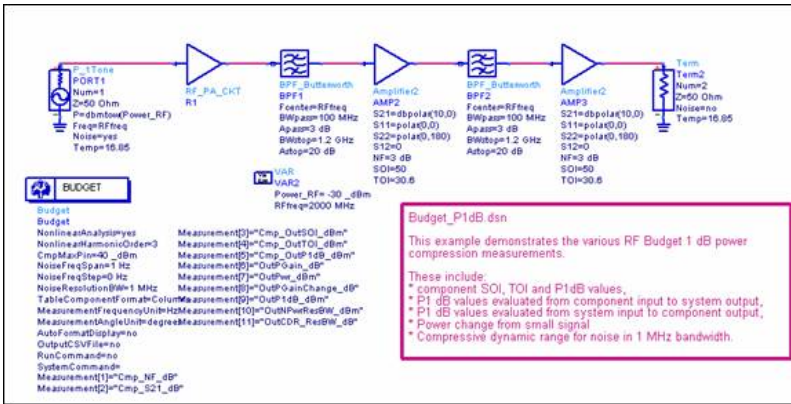 P_1Tone
PORT1
Num=1
Z=50 Ohm
P=dbmtow(Power_RF)
Freq=RFfreq
Noise=yes
Temp=16.85
RF_PA_CKT
R1
BPF_Butterworth
BPF1
Fcenter=RFfreq
BWpass=100 MHz
Apass=3 dB
BWstop=1.2 GHz
Astop=20 dB
Amplifier2
AMP2
S21=dbpolar(10,0)
S11=polar(0,0)
S22=polar(0,180)
S12=0
NF=3 dB
SOI=50
TOI=30.6
BPF_Butterworth
BPF2
Fcenter=RFfreq
BWpass=100 MHz
Apass=3 dB
BWstop=1.2 GHz
Astop=20 dB
Amplifier2
AMP3
S21=dbpolar(10,0)
S11=polar(0,0)
S22=polar(0,180)
S12=0
NF=3 dB
SOI=50
TOI=30.6
Term
Term2
Num=2
Z=50 Ohm
Noise=no
Temp=16.85
BUDGET
VAR
VAR2
Power_RF= -30 _dBm
RFfreq=2000 MHz
Budget
Budget
NonlinearAnalysis=yes
NonlinearHarmonicOrder=3
CmpMaxPin=40 _dBm
NoiseFreqSpan=1 Hz
NoiseFreqStep=0 Hz
NoiseResolutionBW=1 MHz
TableComponentFormat=Columns
MeasurementFrequencyUnit=Hz
MeasurementAngleUnit=degrees
AutoFormatDisplay=no
OutputCSVFile=no
RunCommand=no
SystemCommand=
Measurement[1]="Cmp_NF_dB"
Measurement[2]="Cmp_S21_dB"
Measurement[3]="Cmp_OutSOI_dBm"
Measurement[4]="Cmp_OutTOI_dBm"
Measurement[5]="Cmp_OutP1dB_dBm"
Measurement[6]="OutPGain_dB"
Measurement[7]="OutPwr_dBm"
Measurement[8]="OutPGainChange_dB"
Measurement[9]="OutP1dB_dBm"
Measurement[10]="OutNPwrResBW_dBm"
Measurement[11]="OutCDR_ResBW_dB"
Budget_P1dB.dsn
This example demonstrates the various RF Budget 1 dB power
compression measurements.
These include:
* component SOI, TOI and P1dB values,
* P1 dB values evaluated from component input to system output,
* P1 dB values evaluated from system input to component output,
* Power change from small signal
* Compressive dynamic range for noise in 1 MHz bandwidth.